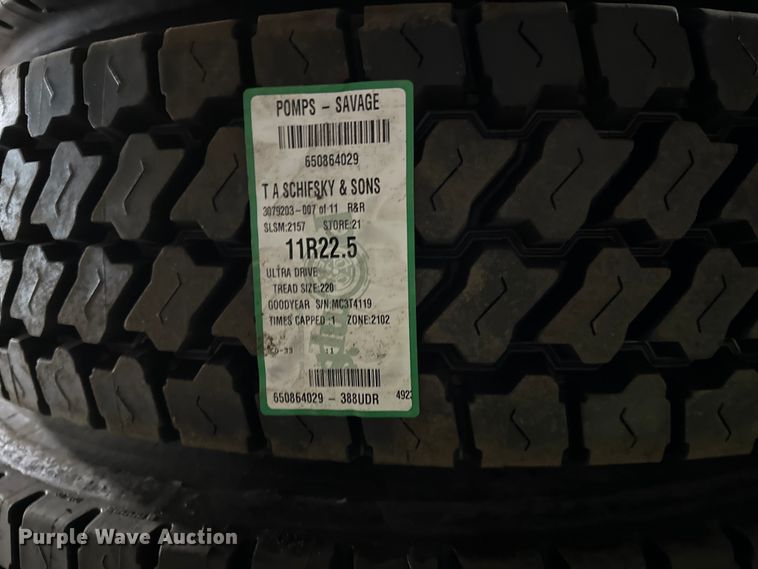 POMPS - SAVAGE
650864029
T A SCHIFSKY & SONS
3079203-007 of 11 R&R
SLSM:2157 STORE:21
11R22.5
ULTRA DRIVE
TREAD SIZE:220
GOODYEAR S/N:MC3T4119
TIMES CAPPED :1 ZONE:2102
650864029 - 388UDR 4923
Purple Wave Auction